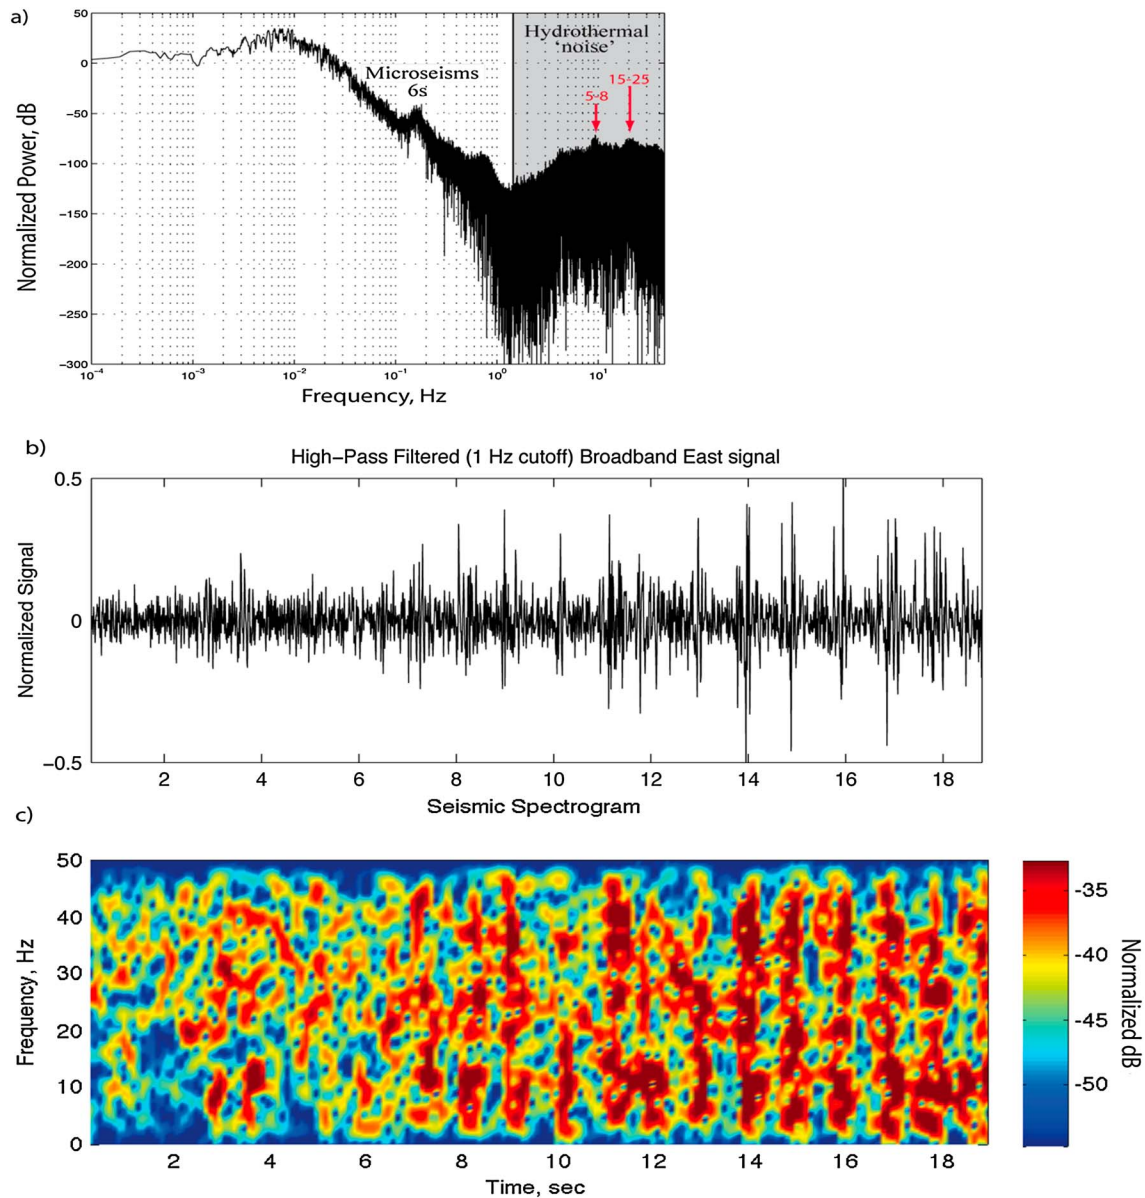 a)
50
0
−50
−100
−150
−200
−250
−300
Normalized Power, dB
Hydrothermal
'noise'
Microseisms
6s
5-8
15-25
10⁻⁴ 10⁻³ 10⁻² 10⁻¹ 10⁰ 10¹
Frequency, Hz
b)
High−Pass Filtered (1 Hz cutoff) Broadband East signal
0.5
0
−0.5
Normalized Signal
2 4 6 8 10 12 14 16 18
Seismic Spectrogram
c)
50
40
30
20
10
0
Frequency, Hz
2 4 6 8 10 12 14 16 18
Time, sec
-35
-40
-45
-50
Normalized dB